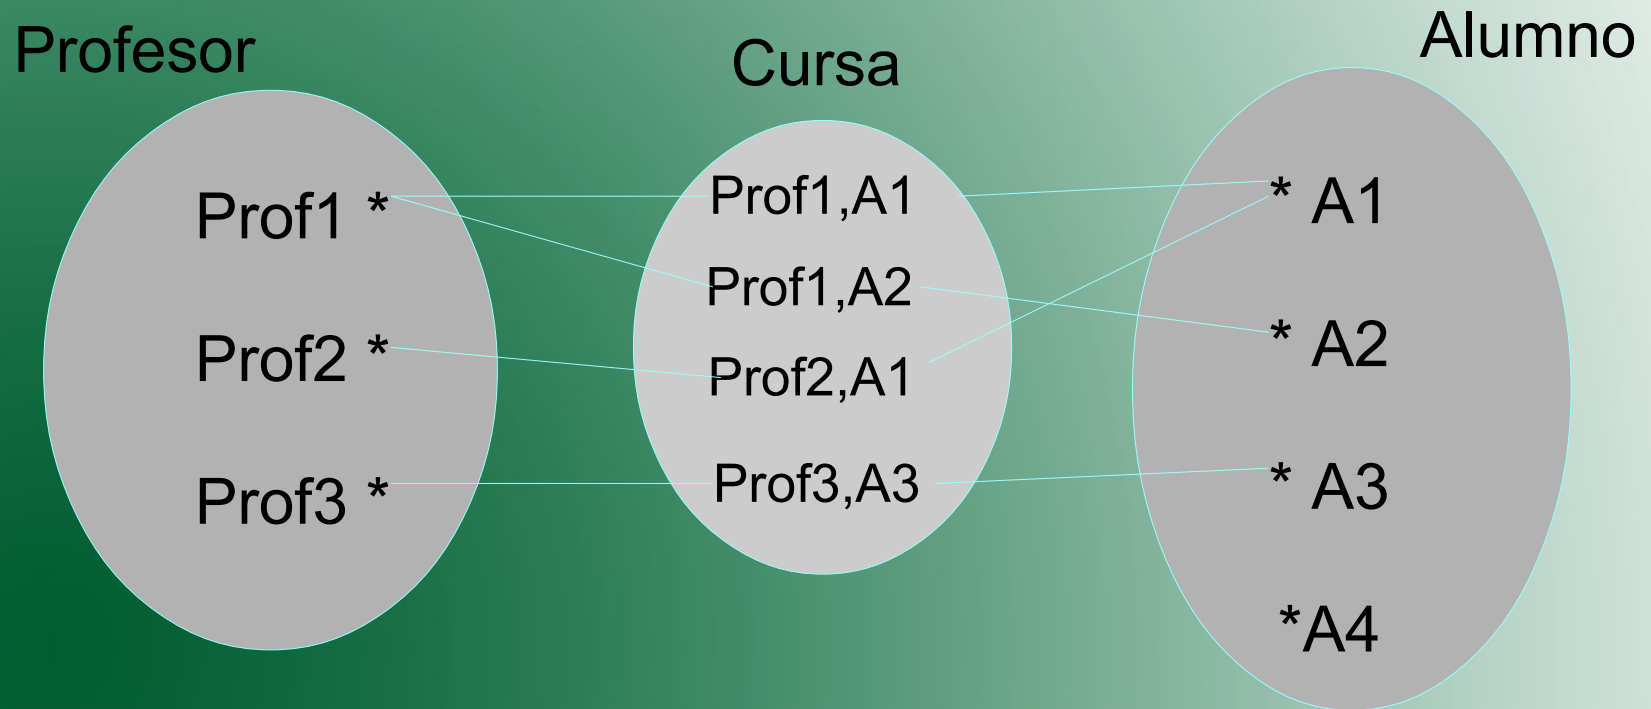 Profesor
Cursa
Alumno
Prof1 *
Prof2 *
Prof3 *
Prof1,A1
Prof1,A2
Prof2,A1
Prof3,A3
* A1
* A2
* A3
*A4